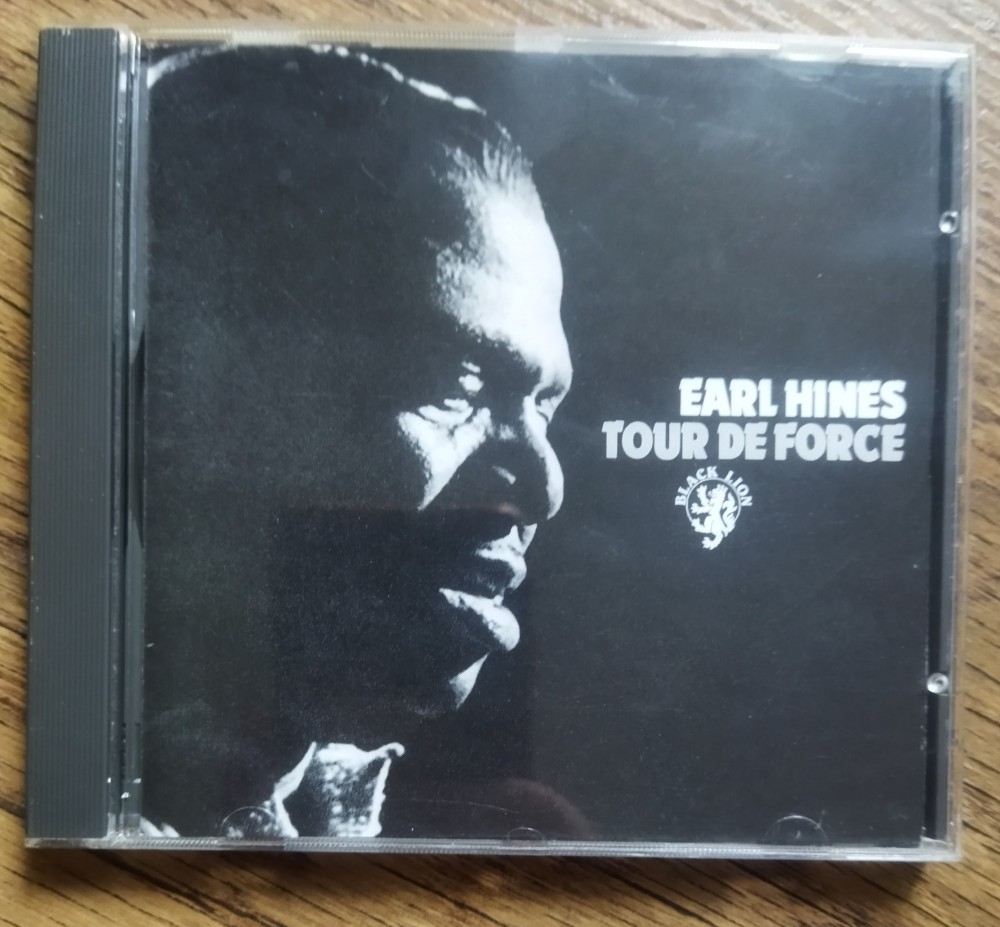 EARL HINES
TOUR DE FORCE
BLACK LION